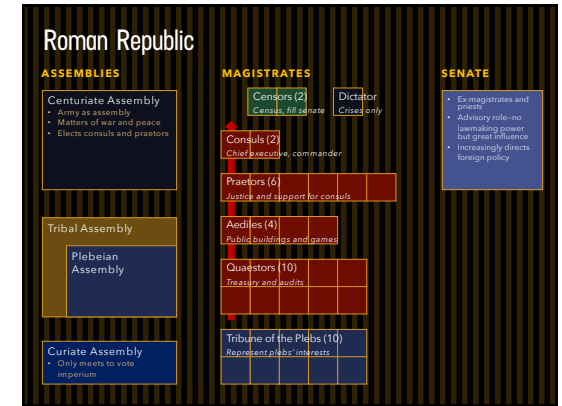 Roman Republic
ASSEMBLIES
Centuriate Assembly
• Army as assembly
• Matters of war and peace
• Elects consuls and praetors
Tribal Assembly
Plebeian
Assembly
Curiate Assembly
• Only meets to vote
imperium
MAGISTRATES
Censors (2)
Census, fill senate
Dictator
Crises only
Consuls (2)
Chief executive, commander
Praetors (6)
Justice and support for consuls
Aediles (4)
Public buildings and games
Quaestors (10)
Treasury and audits
Tribune of the Plebs (10)
Represent plebs' interests
SENATE
• Ex-magistrates and
priests
• Advisory role—no
lawmaking power
but great influence
• Increasingly directs
foreign policy